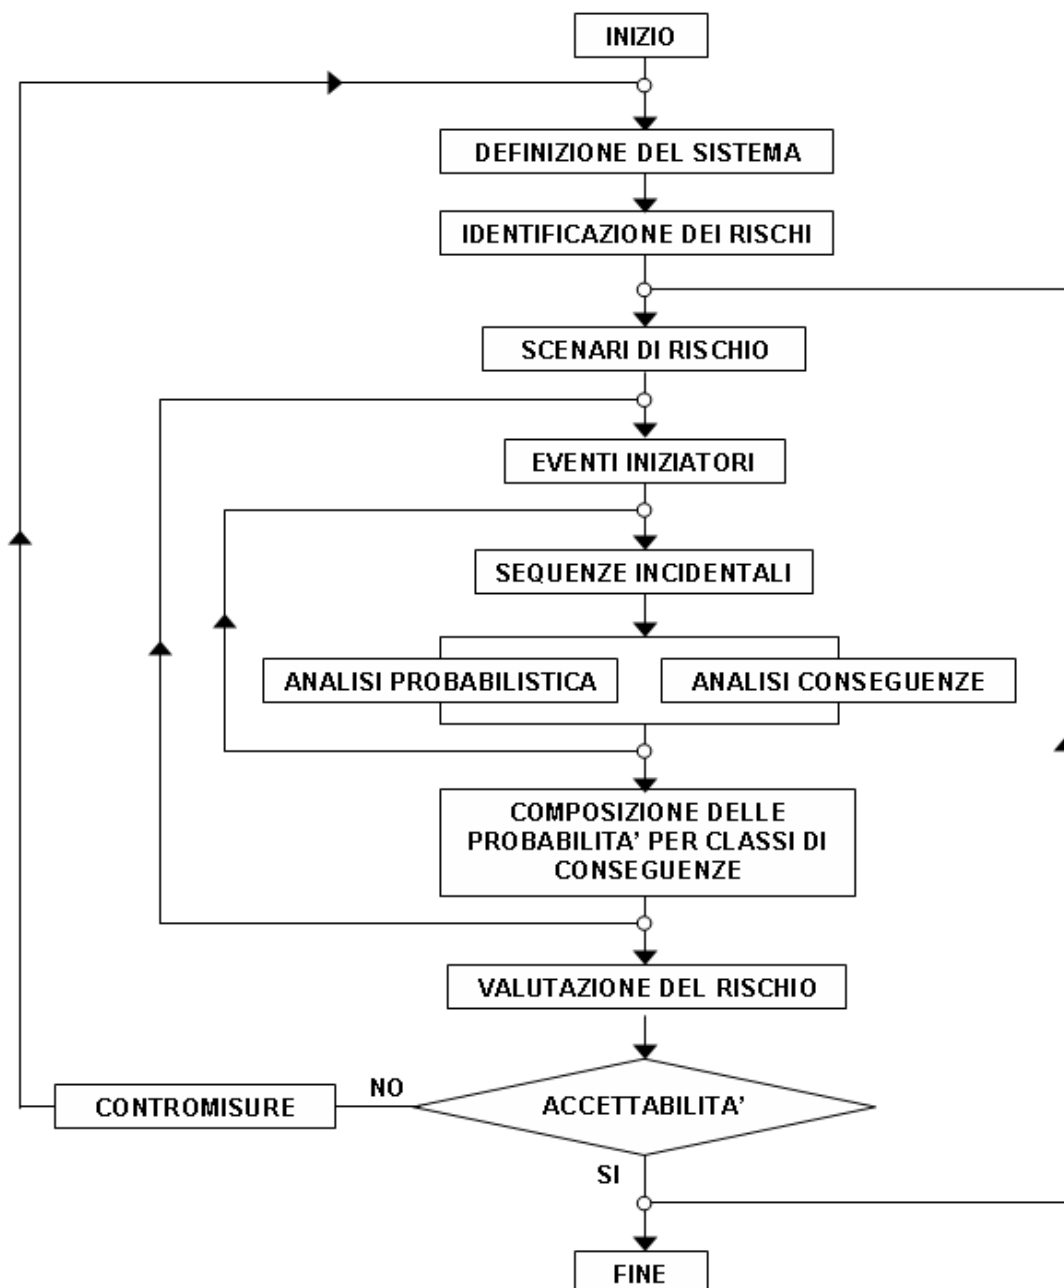 INIZIO
DEFINIZIONE DEL SISTEMA
IDENTIFICAZIONE DEI RISCHI
SCENARI DI RISCHIO
EVENTI INIZIATORI
SEQUENZE INCIDENTALI
ANALISI PROBABILISTICA
ANALISI CONSEGUENZE
COMPOSIZIONE DELLE
PROBABILITA’ PER CLASSI DI
CONSEGUENZE
VALUTAZIONE DEL RISCHIO
ACCETTABILITA’
NO
CONTROMISURE
SI
FINE